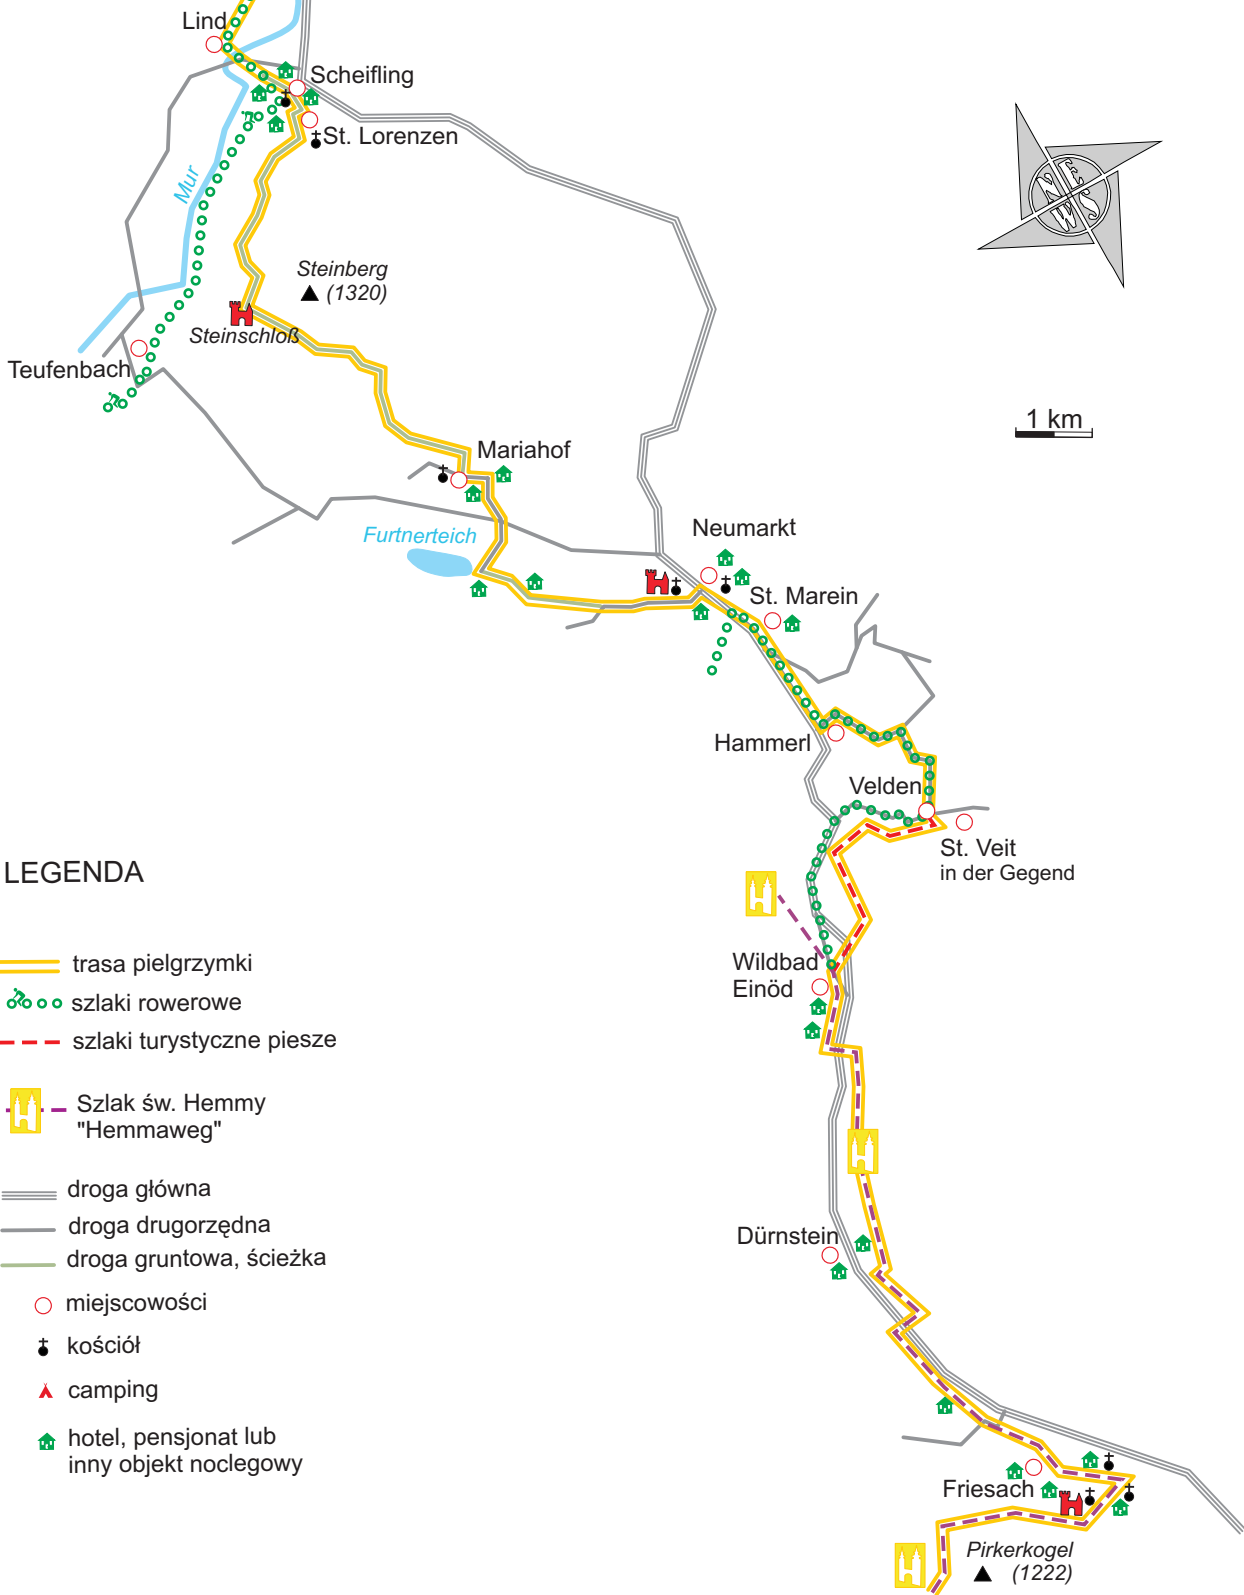 Lind
Scheifling
St. Lorenzen
Mur
N
E
S
W
Steinberg
(1320)
Steinschloß
Teufenbach
1 km
Mariahof
Furtnerteich
Neumarkt
St. Marein
Hammerl
Velden
St. Veit
in der Gegend
LEGENDA
H
Wildbad
Einöd
trasa pielgrzymki
szlaki rowerowe
szlaki turystyczne piesze
H
Szlak św. Hemmy
"Hemmaweg"
H
droga główna
droga drugorzędna
droga gruntowa, ścieżka
Dürnstein
miejscowości
kościół
camping
hotel, pensjonat lub
inny objekt noclegowy
Friesach
H
Pirkerkogel
(1222)